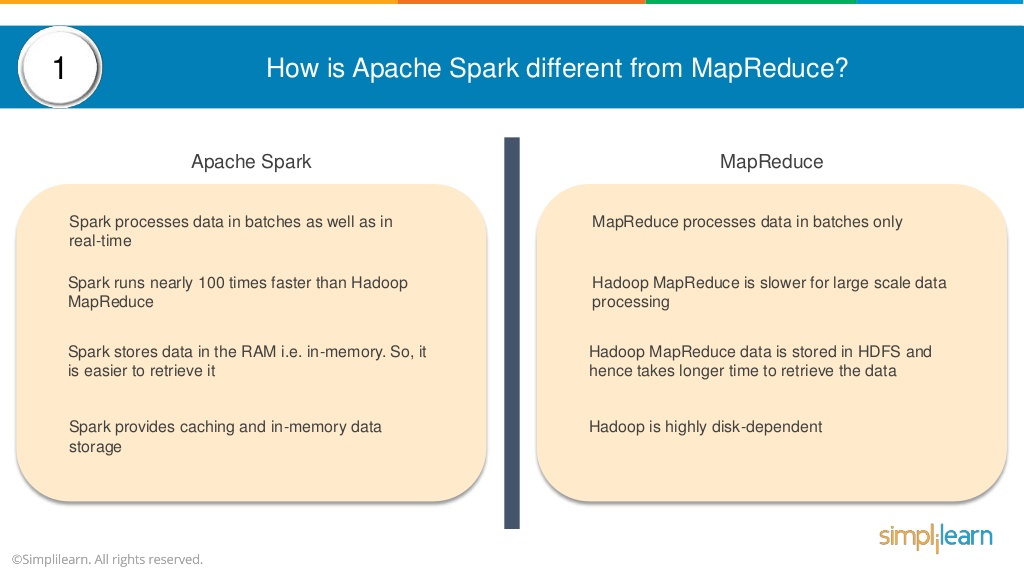 1
How is Apache Spark different from MapReduce?
Apache Spark
Spark processes data in batches as well as in
real-time
Spark runs nearly 100 times faster than Hadoop
MapReduce
Spark stores data in the RAM i.e. in-memory. So, it
is easier to retrieve it
Spark provides caching and in-memory data
storage
MapReduce
MapReduce processes data in batches only
Hadoop MapReduce is slower for large scale data
processing
Hadoop MapReduce data is stored in HDFS and
hence takes longer time to retrieve the data
Hadoop is highly disk-dependent
simplilearn
©Simplilearn. All rights reserved.